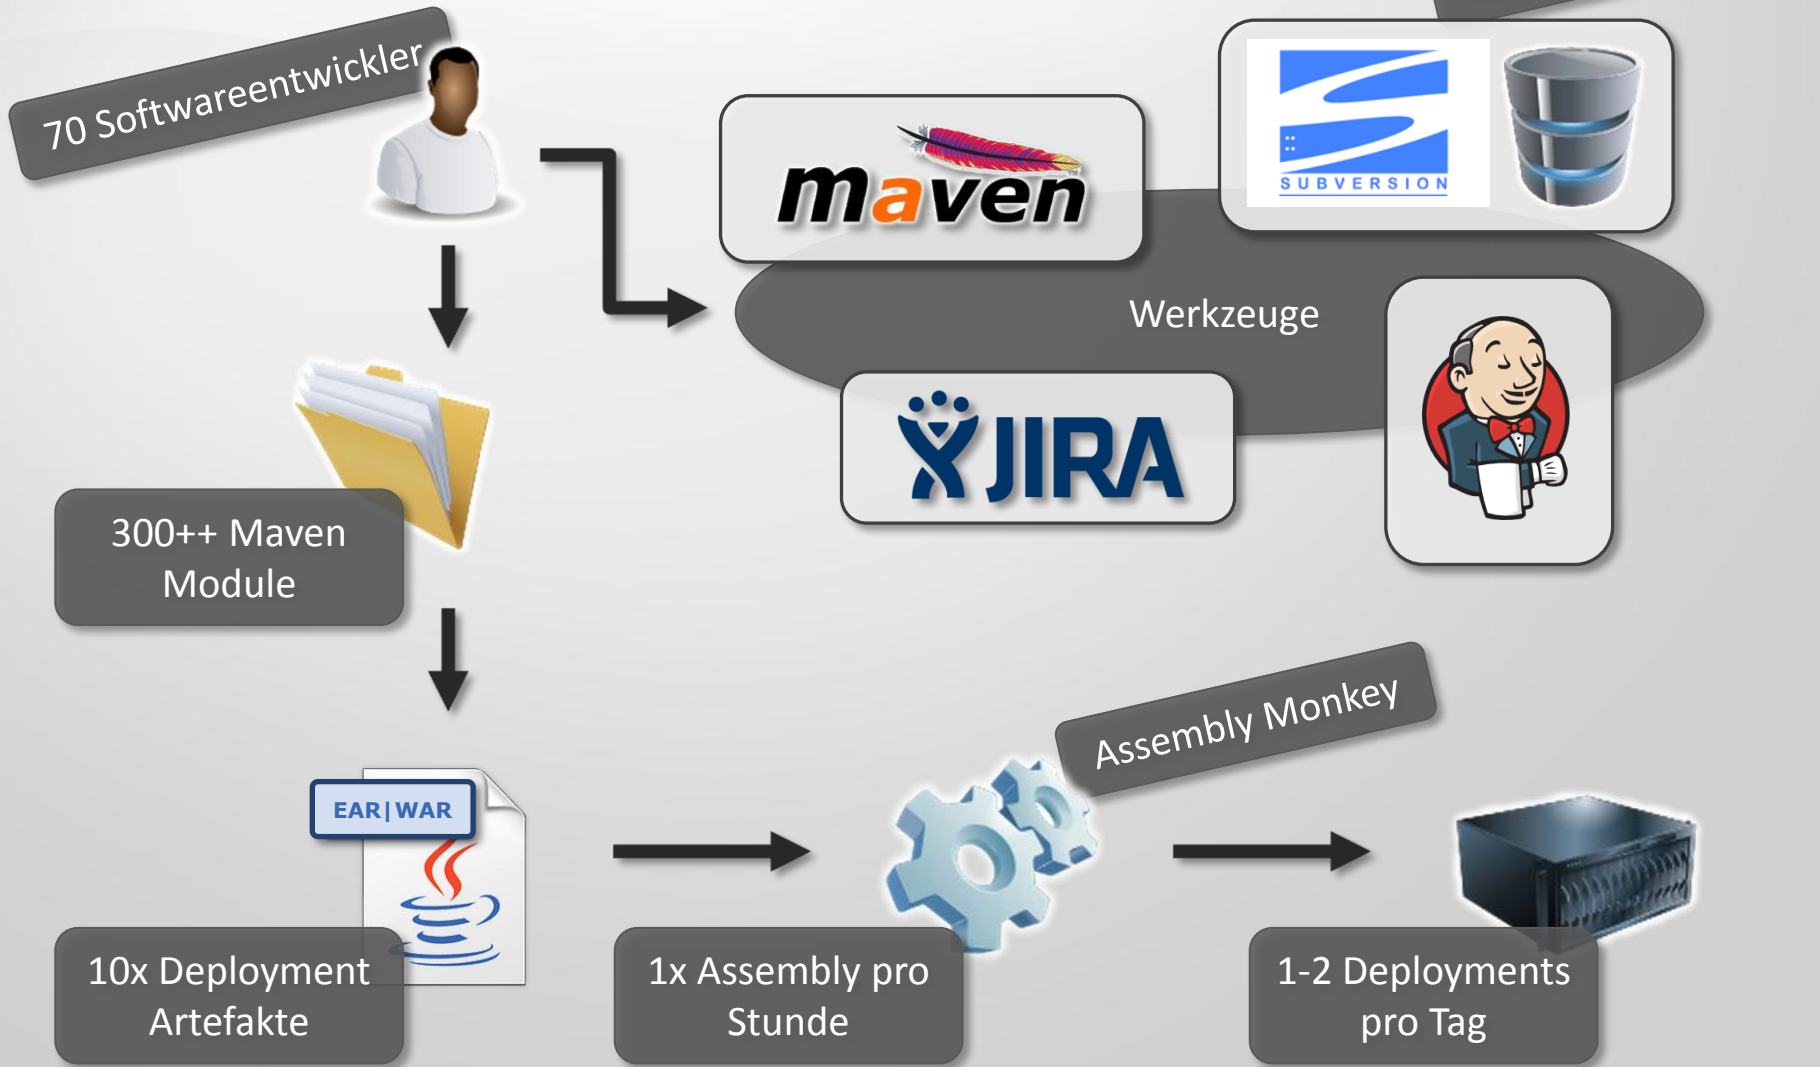 70 Softwareentwickler
maven
SUBVERSION
Werkzeuge
JIRA
300++ Maven
Module
Assembly Monkey
EAR|WAR
10x Deployment
Artefakte
1x Assembly pro
Stunde
1-2 Deployments
pro Tag